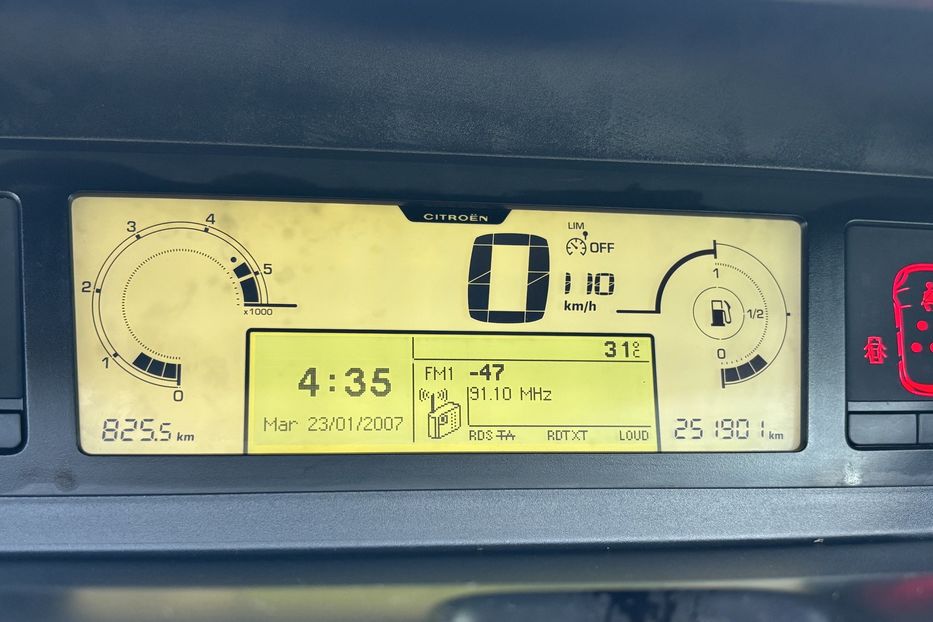 CITROËN
4
3
5
2
x1000
1
0
825.5 km
LIM
OFF
0
110
km/h
1
1/2
0
31°C
4:35
Mar 23/01/2007
FM1 -47
91.10 MHz
RDS TA RDTXT LOUD
251901 km